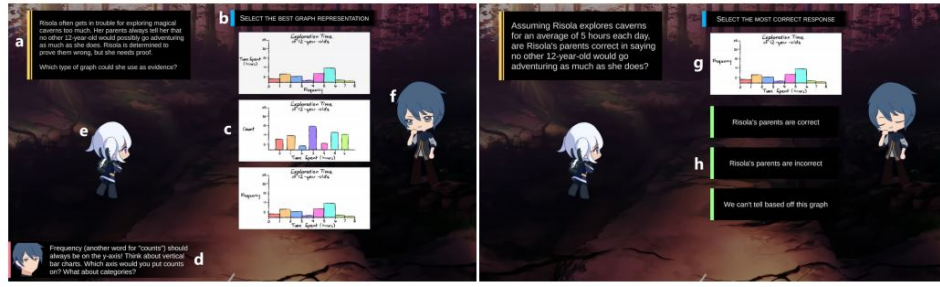 a
Risola often gets in trouble for exploring magical
caverns too much. Her parents always tell her that
no other 12-year-old would possibly go adventuring
as much as she does. Risola is determined to
prove them wrong, but she needs proof.
Which type of graph could she use as evidence?
b
SELECT THE BEST GRAPH REPRESENTATION
Exploration Time
of 12-year-olds
Time Spent
(hours)
Frequency
c
Exploration Time
of 12-year-olds
Count
Time Spent (hours)
Exploration Time
of 12-year-olds
Frequency
Time Spent (hours)
e
f
Frequency (another word for "counts") should
always be on the y-axis! Think about vertical
bar charts. Which axis would you put counts
on? What about categories?
d
Assuming Risola explores caverns
for an average of 5 hours each day,
are Risola's parents correct in saying
no other 12-year-old would go
adventuring as much as she does?
SELECT THE MOST CORRECT RESPONSE
g
Exploration Time
of 12-year-olds
Frequency
Time Spent (hours)
h
Risola's parents are correct
Risola's parents are incorrect
We can't tell based off this graph